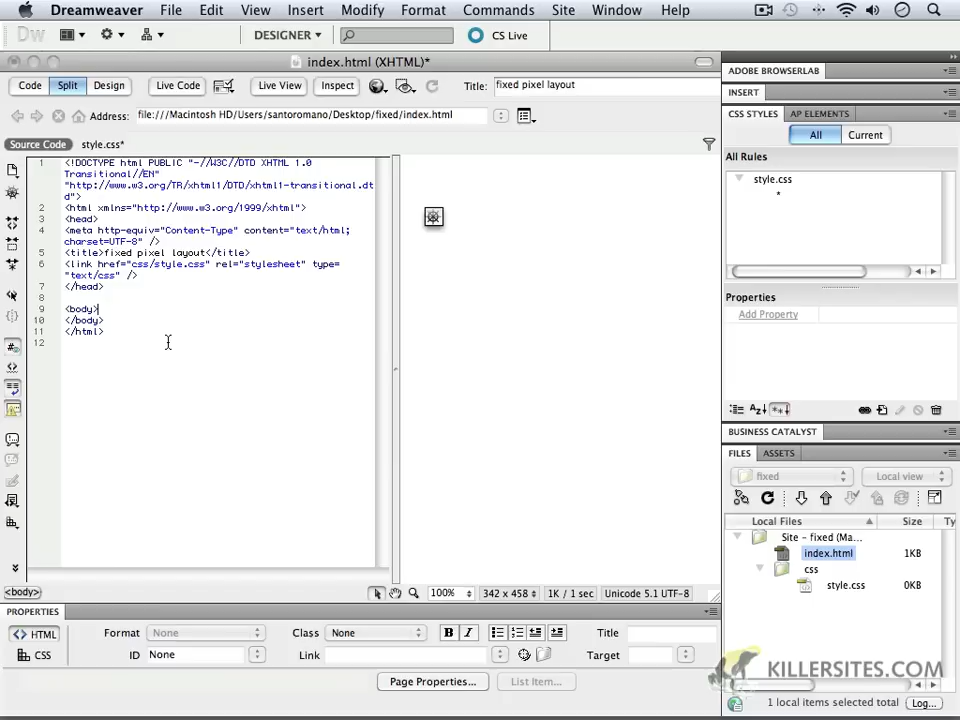 Dreamweaver File Edit View Insert Modify Format Commands Site Window Help
Dw DESIGNER CS Live
index.html (XHTML)*
Code Split Design Live Code Live View Inspect Title: fixed pixel layout
Address: file:///Macintosh HD/Users/santoromano/Desktop/fixed/index.html
Source Code style.css*
1 <!DOCTYPE html PUBLIC "-//W3C//DTD XHTML 1.0
Transitional//EN"
"http://www.w3.org/TR/xhtml1/DTD/xhtml1-transitional.dt
d">
2 <html xmlns="http://www.w3.org/1999/xhtml">
3 <head>
4 <meta http-equiv="Content-Type" content="text/html;
charset=UTF-8" />
5 <title>fixed pixel layout</title>
6 <link href="css/style.css" rel="stylesheet" type=
"text/css" />
7 </head>
8
9 <body>
10 </body>
11 </html>
12
<body>
100% 342 x 458 1K / 1 sec Unicode 5.1 UTF-8
PROPERTIES
HTML Format None Class None B I Title
CSS ID None Link Target
Page Properties... List Item...
ADOBE BROWSERLAB
INSERT
CSS STYLES AP ELEMENTS
All Current
All Rules
style.css
*
Properties
Add Property
Az↓ **↓
BUSINESS CATALYST
FILES ASSETS
fixed Local view
Local Files Size Ty
Site - fixed (Ma...
index.html 1KB
css
style.css 0KB
KILLERSITES.COM
1 local items selected total Log...